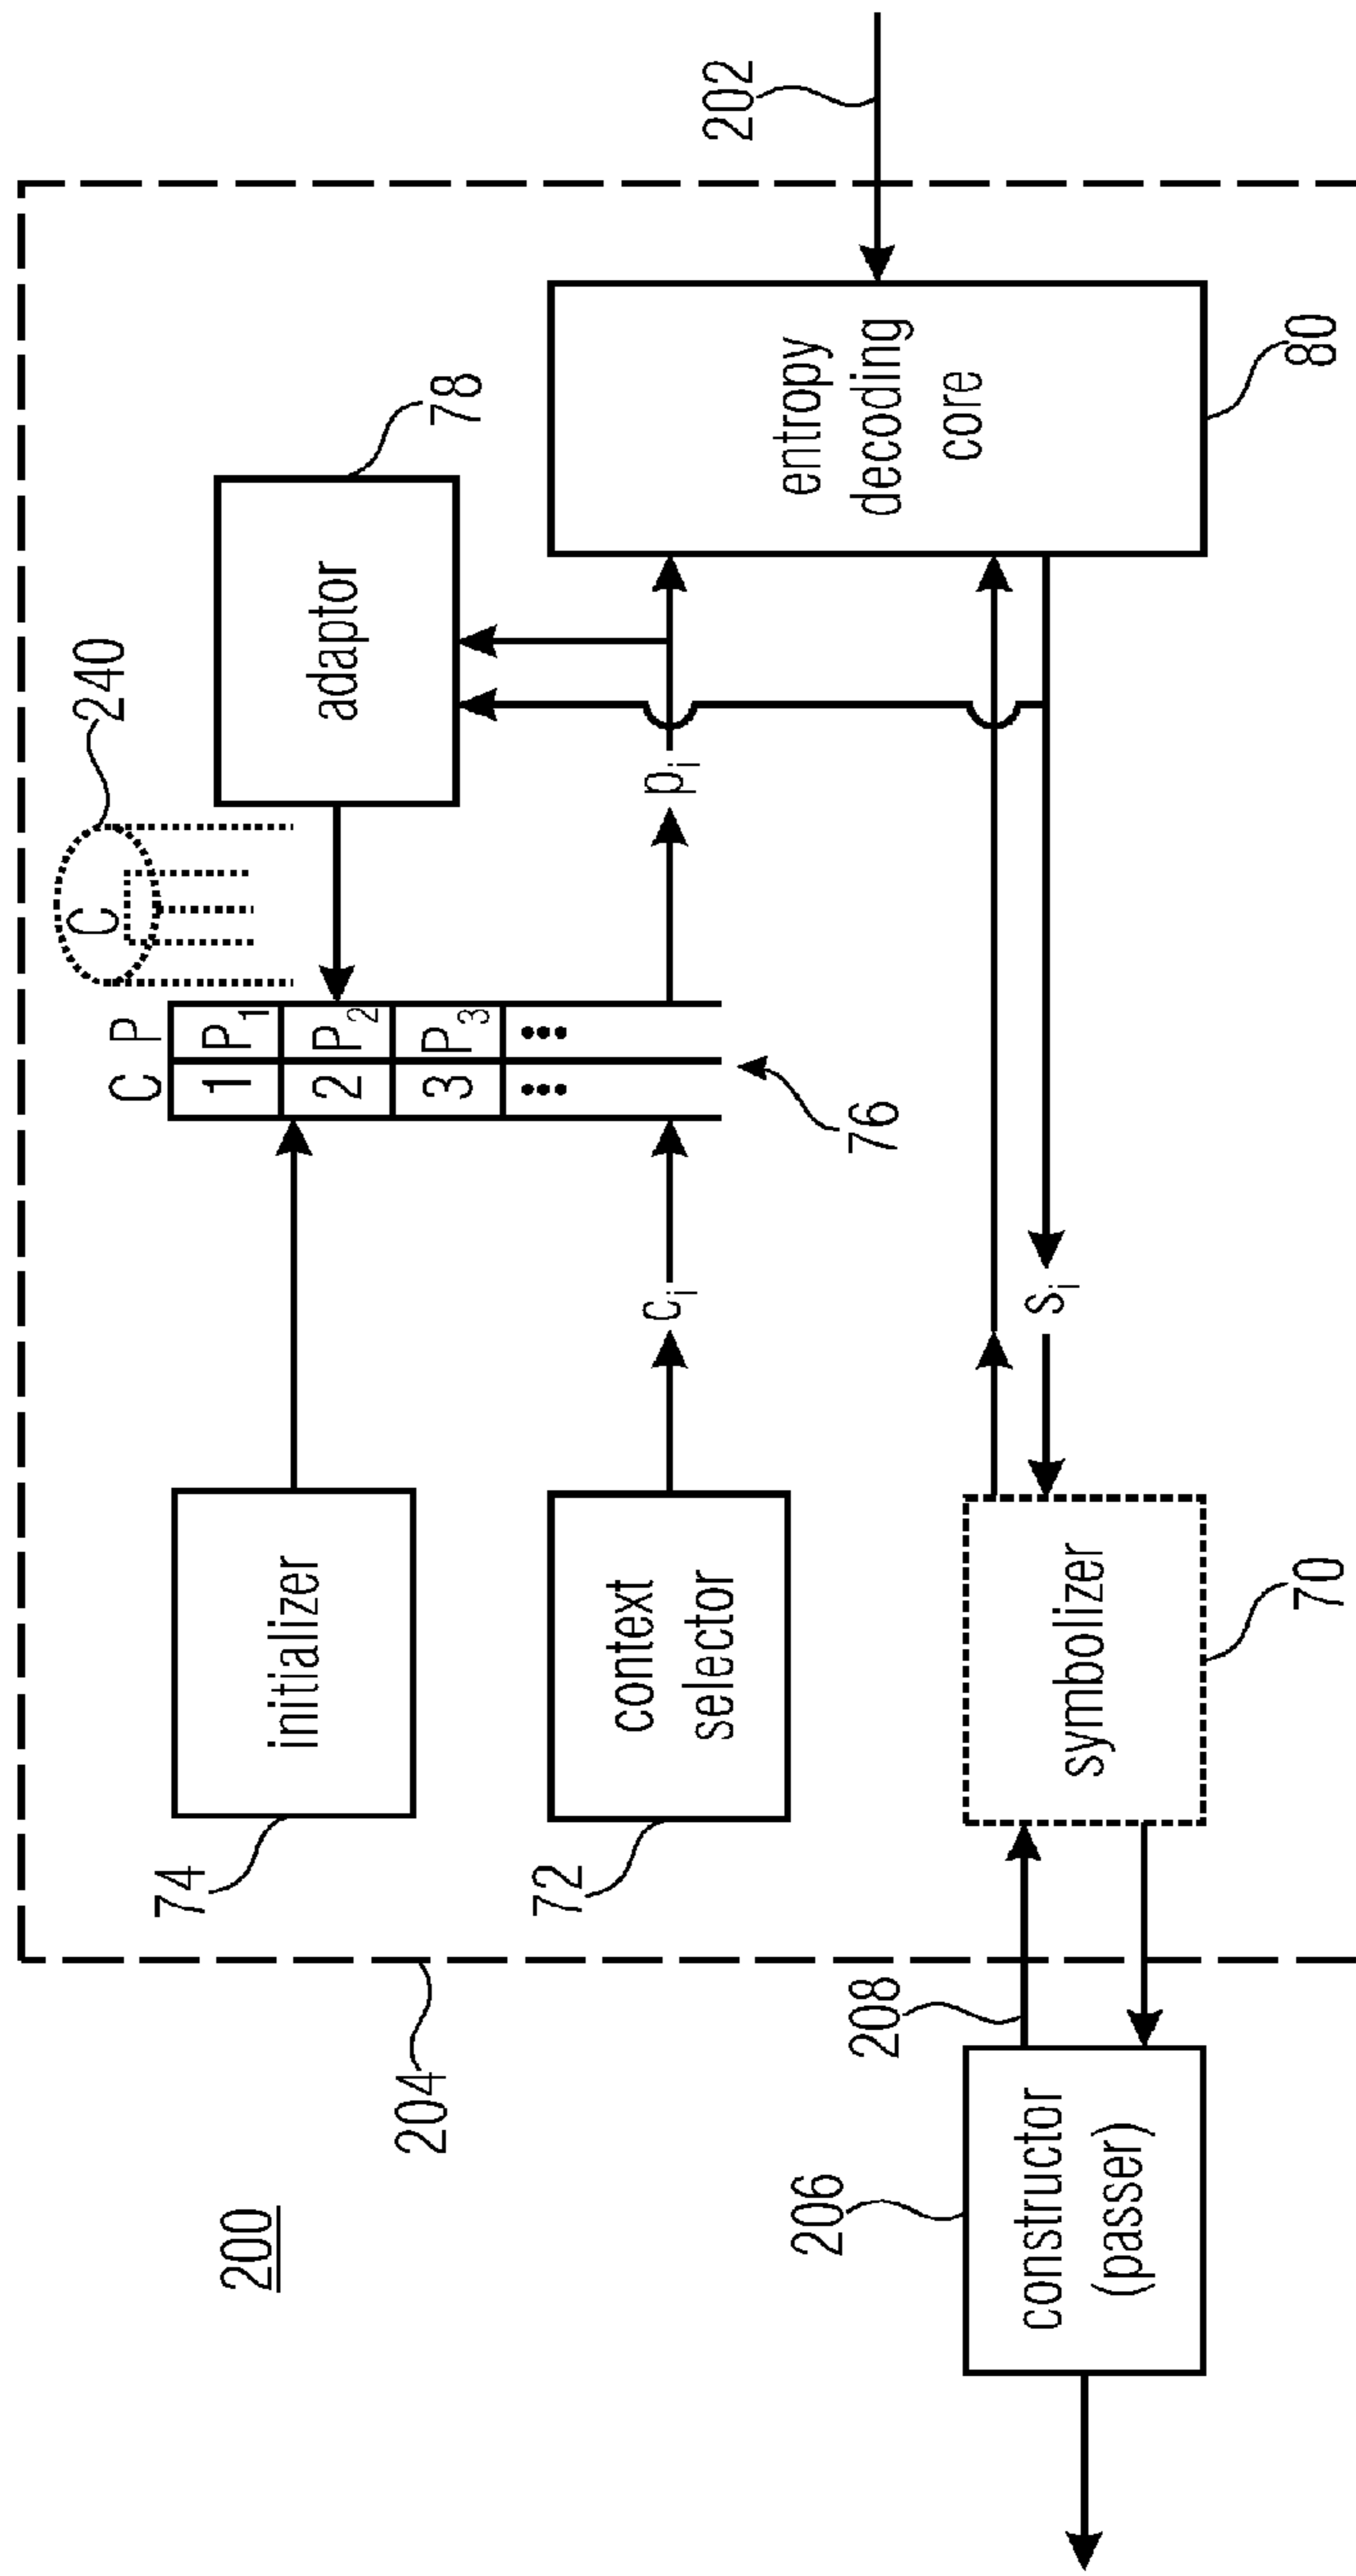 200
204
74
initializer
C P
1 P1
2 P2
3 P3
... ...
C
240
adaptor
78
72
context
selector
ci
76
pi
202
entropy
decoding
core
80
206
constructor
(passer)
208
symbolizer
70
si